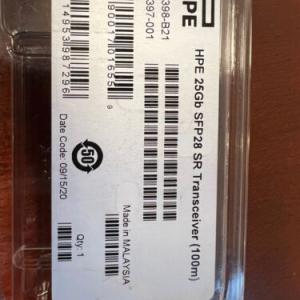 HPE 25Gb SFP28 SR Transceiver (100m)
398-B21
397-001
Date Code: 09/15/20
50
Qty: 1
Made in MALAYSIA